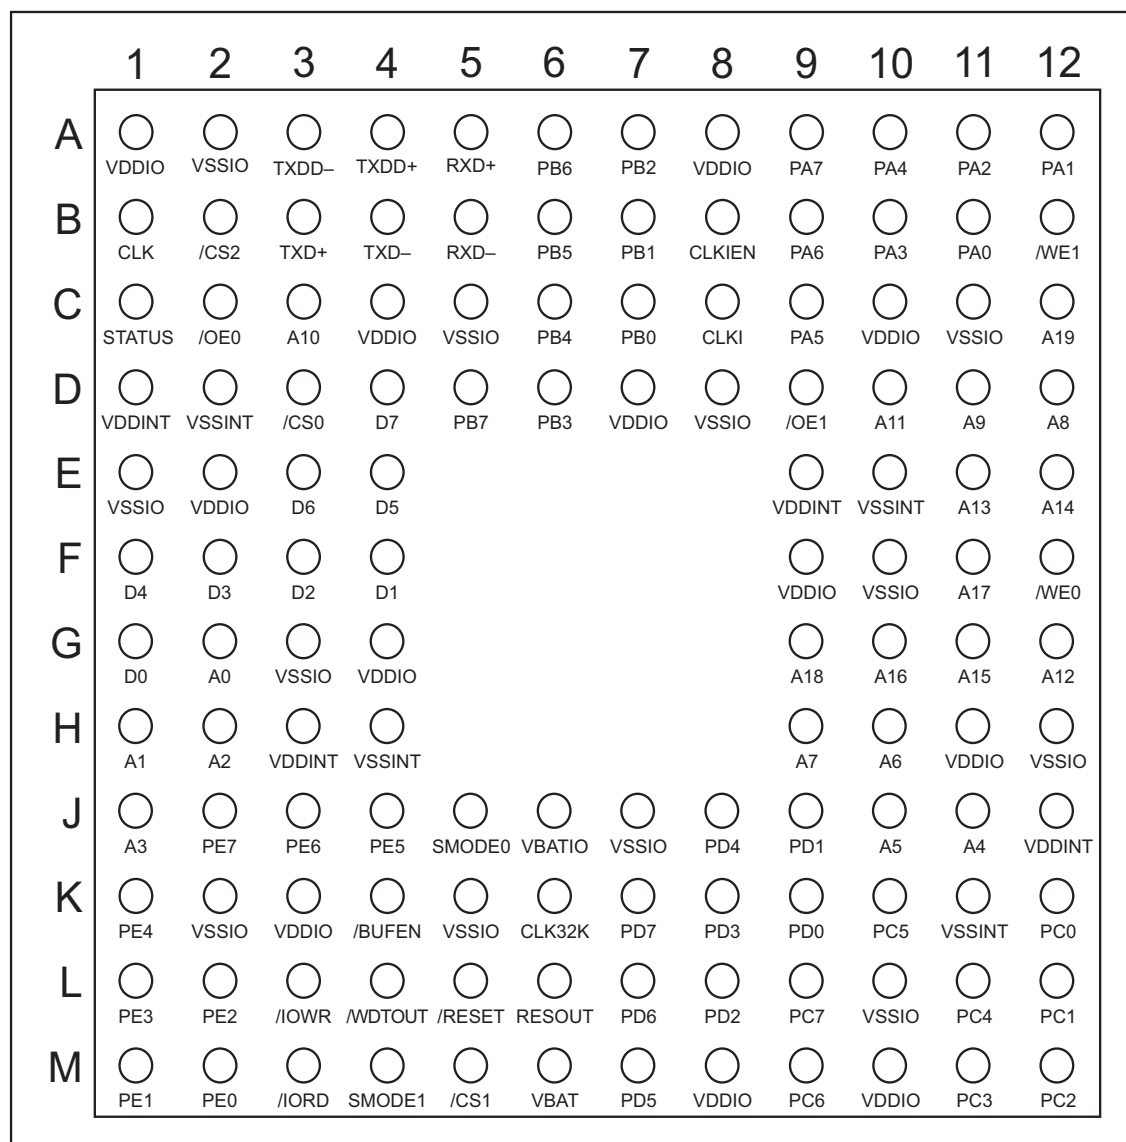 1 2 3 4 5 6 7 8 9 10 11 12
A
VDDIO VSSIO TXDD– TXDD+ RXD+ PB6 PB2 VDDIO PA7 PA4 PA2 PA1
B
CLK /CS2 TXD+ TXD– RXD– PB5 PB1 CLKIEN PA6 PA3 PA0 /WE1
C
STATUS /OE0 A10 VDDIO VSSIO PB4 PB0 CLKI PA5 VDDIO VSSIO A19
D
VDDINT VSSINT /CS0 D7 PB7 PB3 VDDIO VSSIO /OE1 A11 A9 A8
E
VSSIO VDDIO D6 D5 VDDINT VSSINT A13 A14
F
D4 D3 D2 D1 VDDIO VSSIO A17 /WE0
G
D0 A0 VSSIO VDDIO A18 A16 A15 A12
H
A1 A2 VDDINT VSSINT A7 A6 VDDIO VSSIO
J
A3 PE7 PE6 PE5 SMODE0 VBATIO VSSIO PD4 PD1 A5 A4 VDDINT
K
PE4 VSSIO VDDIO /BUFEN VSSIO CLK32K PD7 PD3 PD0 PC5 VSSINT PC0
L
PE3 PE2 /IOWR /WDTOUT /RESET RESOUT PD6 PD2 PC7 VSSIO PC4 PC1
M
PE1 PE0 /IORD SMODE1 /CS1 VBAT PD5 VDDIO PC6 VDDIO PC3 PC2